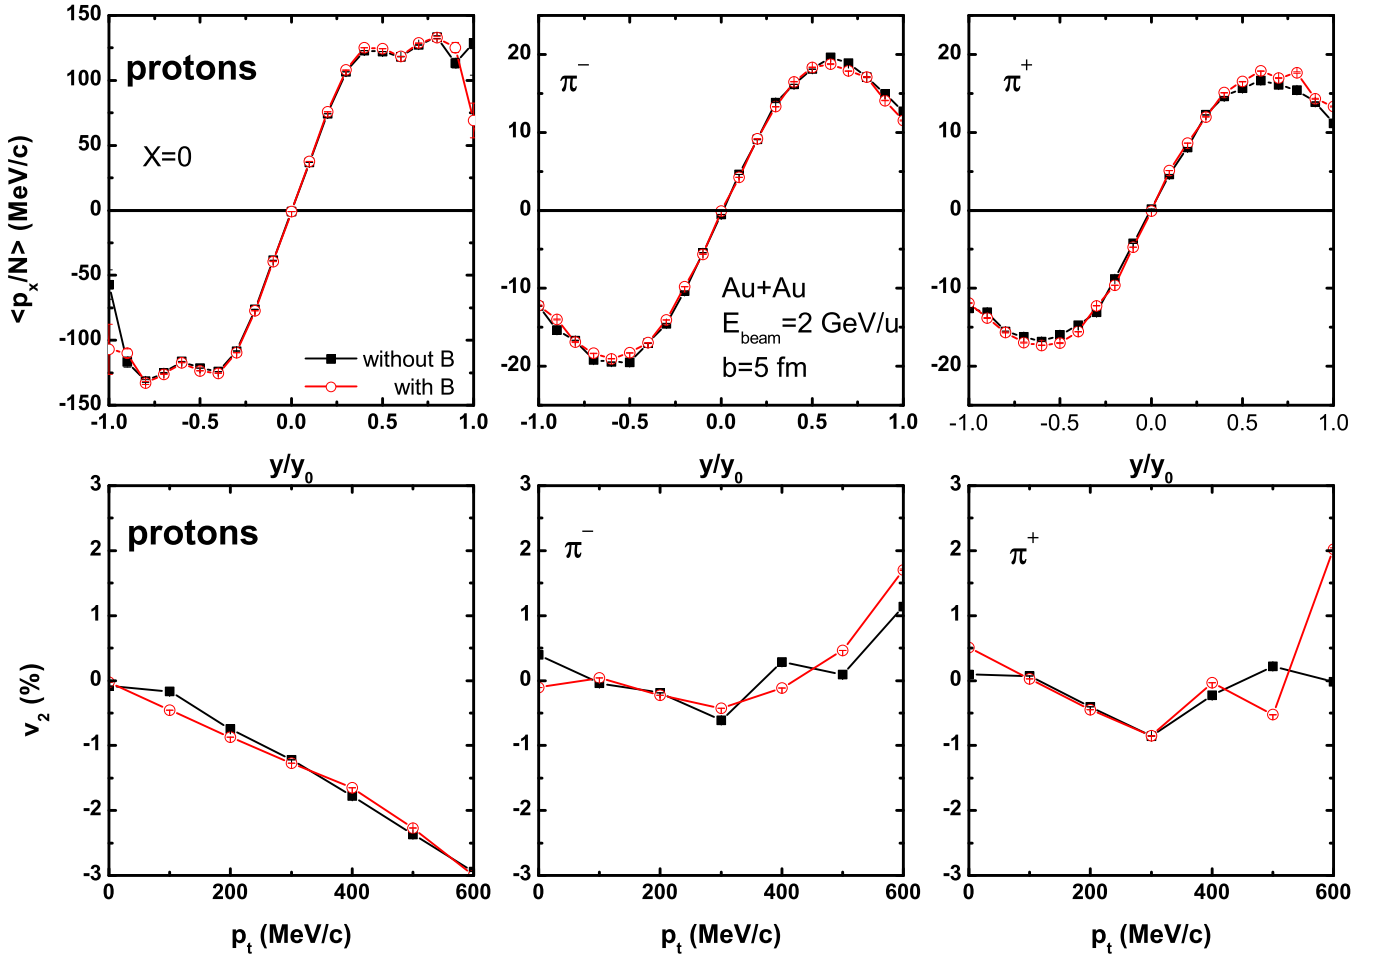 <p_x/N> (MeV/c)
150
100
50
0
-50
-100
-150
protons
X=0
without B
with B
-1.0 -0.5 0.0 0.5 1.0
y/y_0
20
10
0
-10
-20
π⁻
Au+Au
E_beam=2 GeV/u
b=5 fm
-1.0 -0.5 0.0 0.5 1.0
y/y_0
20
10
0
-10
-20
π⁺
-1.0 -0.5 0.0 0.5 1.0
y/y_0
v_2 (%)
3
2
1
0
-1
-2
-3
protons
0 200 400 600
p_t (MeV/c)
3
2
1
0
-1
-2
-3
π⁻
0 200 400 600
p_t (MeV/c)
3
2
1
0
-1
-2
-3
π⁺
0 200 400 600
p_t (MeV/c)